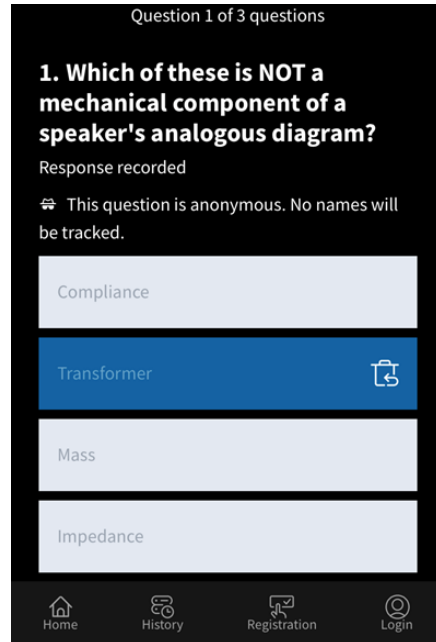 Question 1 of 3 questions
1. Which of these is NOT a
mechanical component of a
speaker's analogous diagram?
Response recorded
This question is anonymous. No names will
be tracked.
Compliance
Transformer
Mass
Impedance
Home History Registration Login